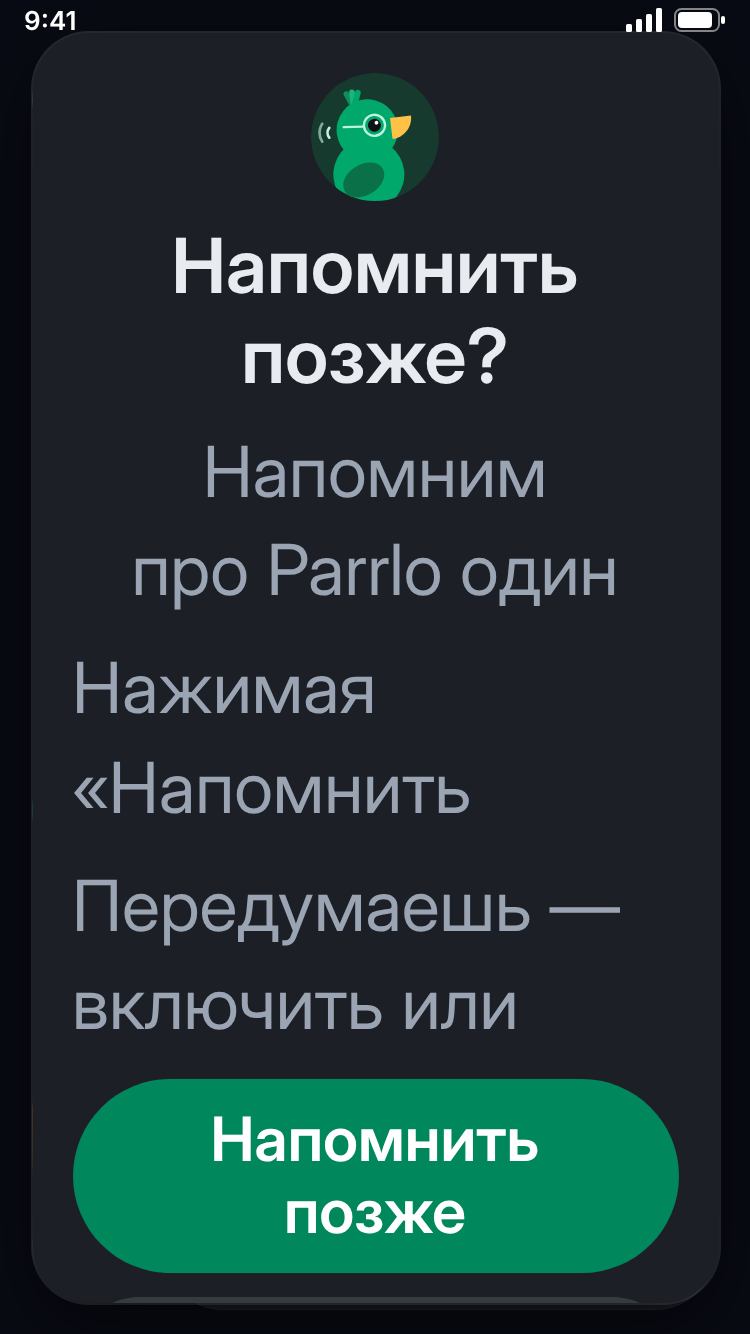 9:41
Напомнить
позже?
Напомним
про Parrlo один
Нажимая
«Напомнить
Передумаешь —
включить или
Напомнить
позже